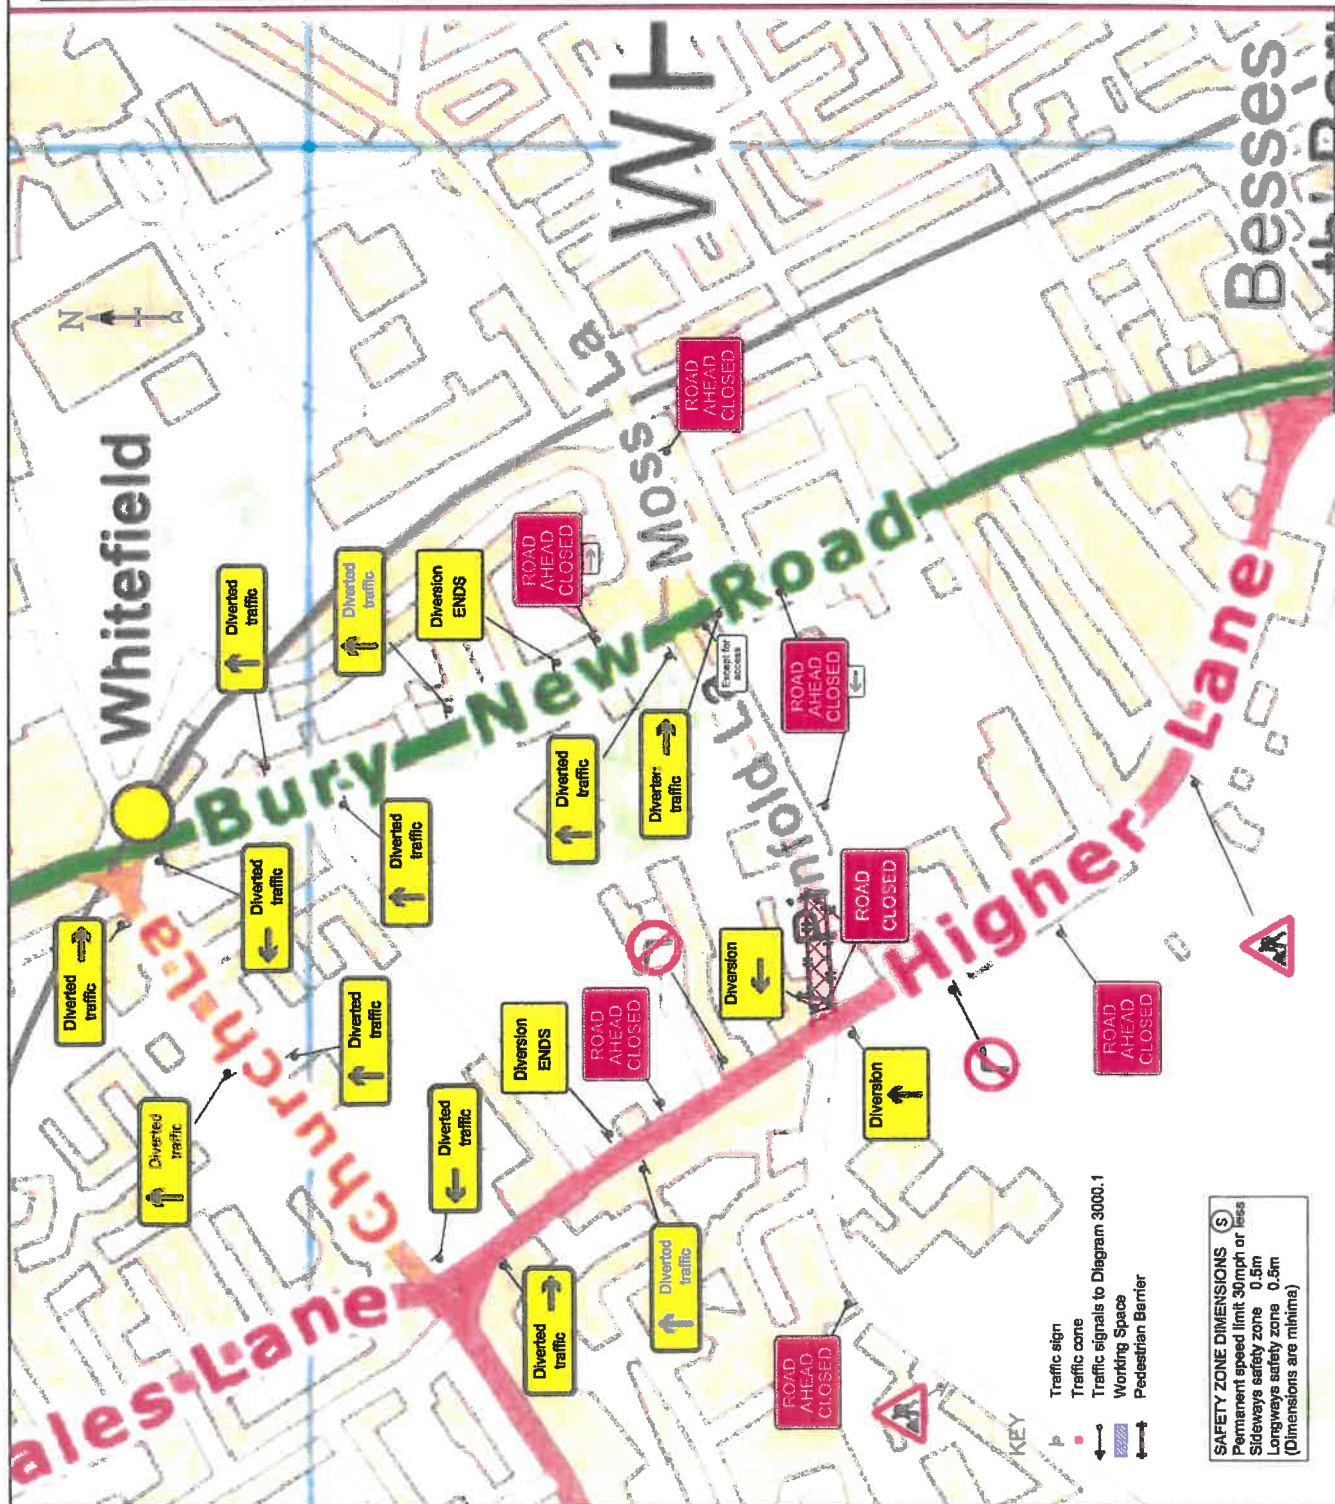 N
Whitefield
WH
Besses
Moss La
Bury New Road
Pinfold La
Higher Lane
Church La
ales Lane
Diverted
traffic
Diverted
traffic
Diversion
ENDS
ROAD
AHEAD
CLOSED
ROAD
AHEAD
CLOSED
Except for
access
ROAD
AHEAD
CLOSED
Diverted
traffic
Diverted
traffic
Diverted
traffic
Diverted
traffic
Diverted
traffic
Diverted
traffic
Diverted
traffic
Diverted
traffic
Diversion
ENDS
ROAD
AHEAD
CLOSED
Diversion
ROAD
CLOSED
Diversion
ROAD
AHEAD
CLOSED
Diverted
traffic
Diverted
traffic
ROAD
AHEAD
CLOSED
KEY
Traffic sign
Traffic cone
Traffic signals to Diagram 3000.1
Working Space
Pedestrian Barrier
SAFETY ZONE DIMENSIONS S
Permanent speed limit 30mph or less
Sideways safety zone 0.5m
Longways safety zone 0.5m
(Dimensions are minima)